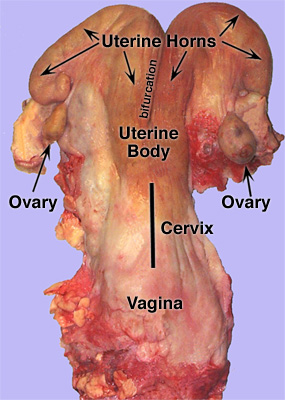 Uterine Horns
bifurcation
Uterine
Body
Ovary
Ovary
Cervix
Vagina